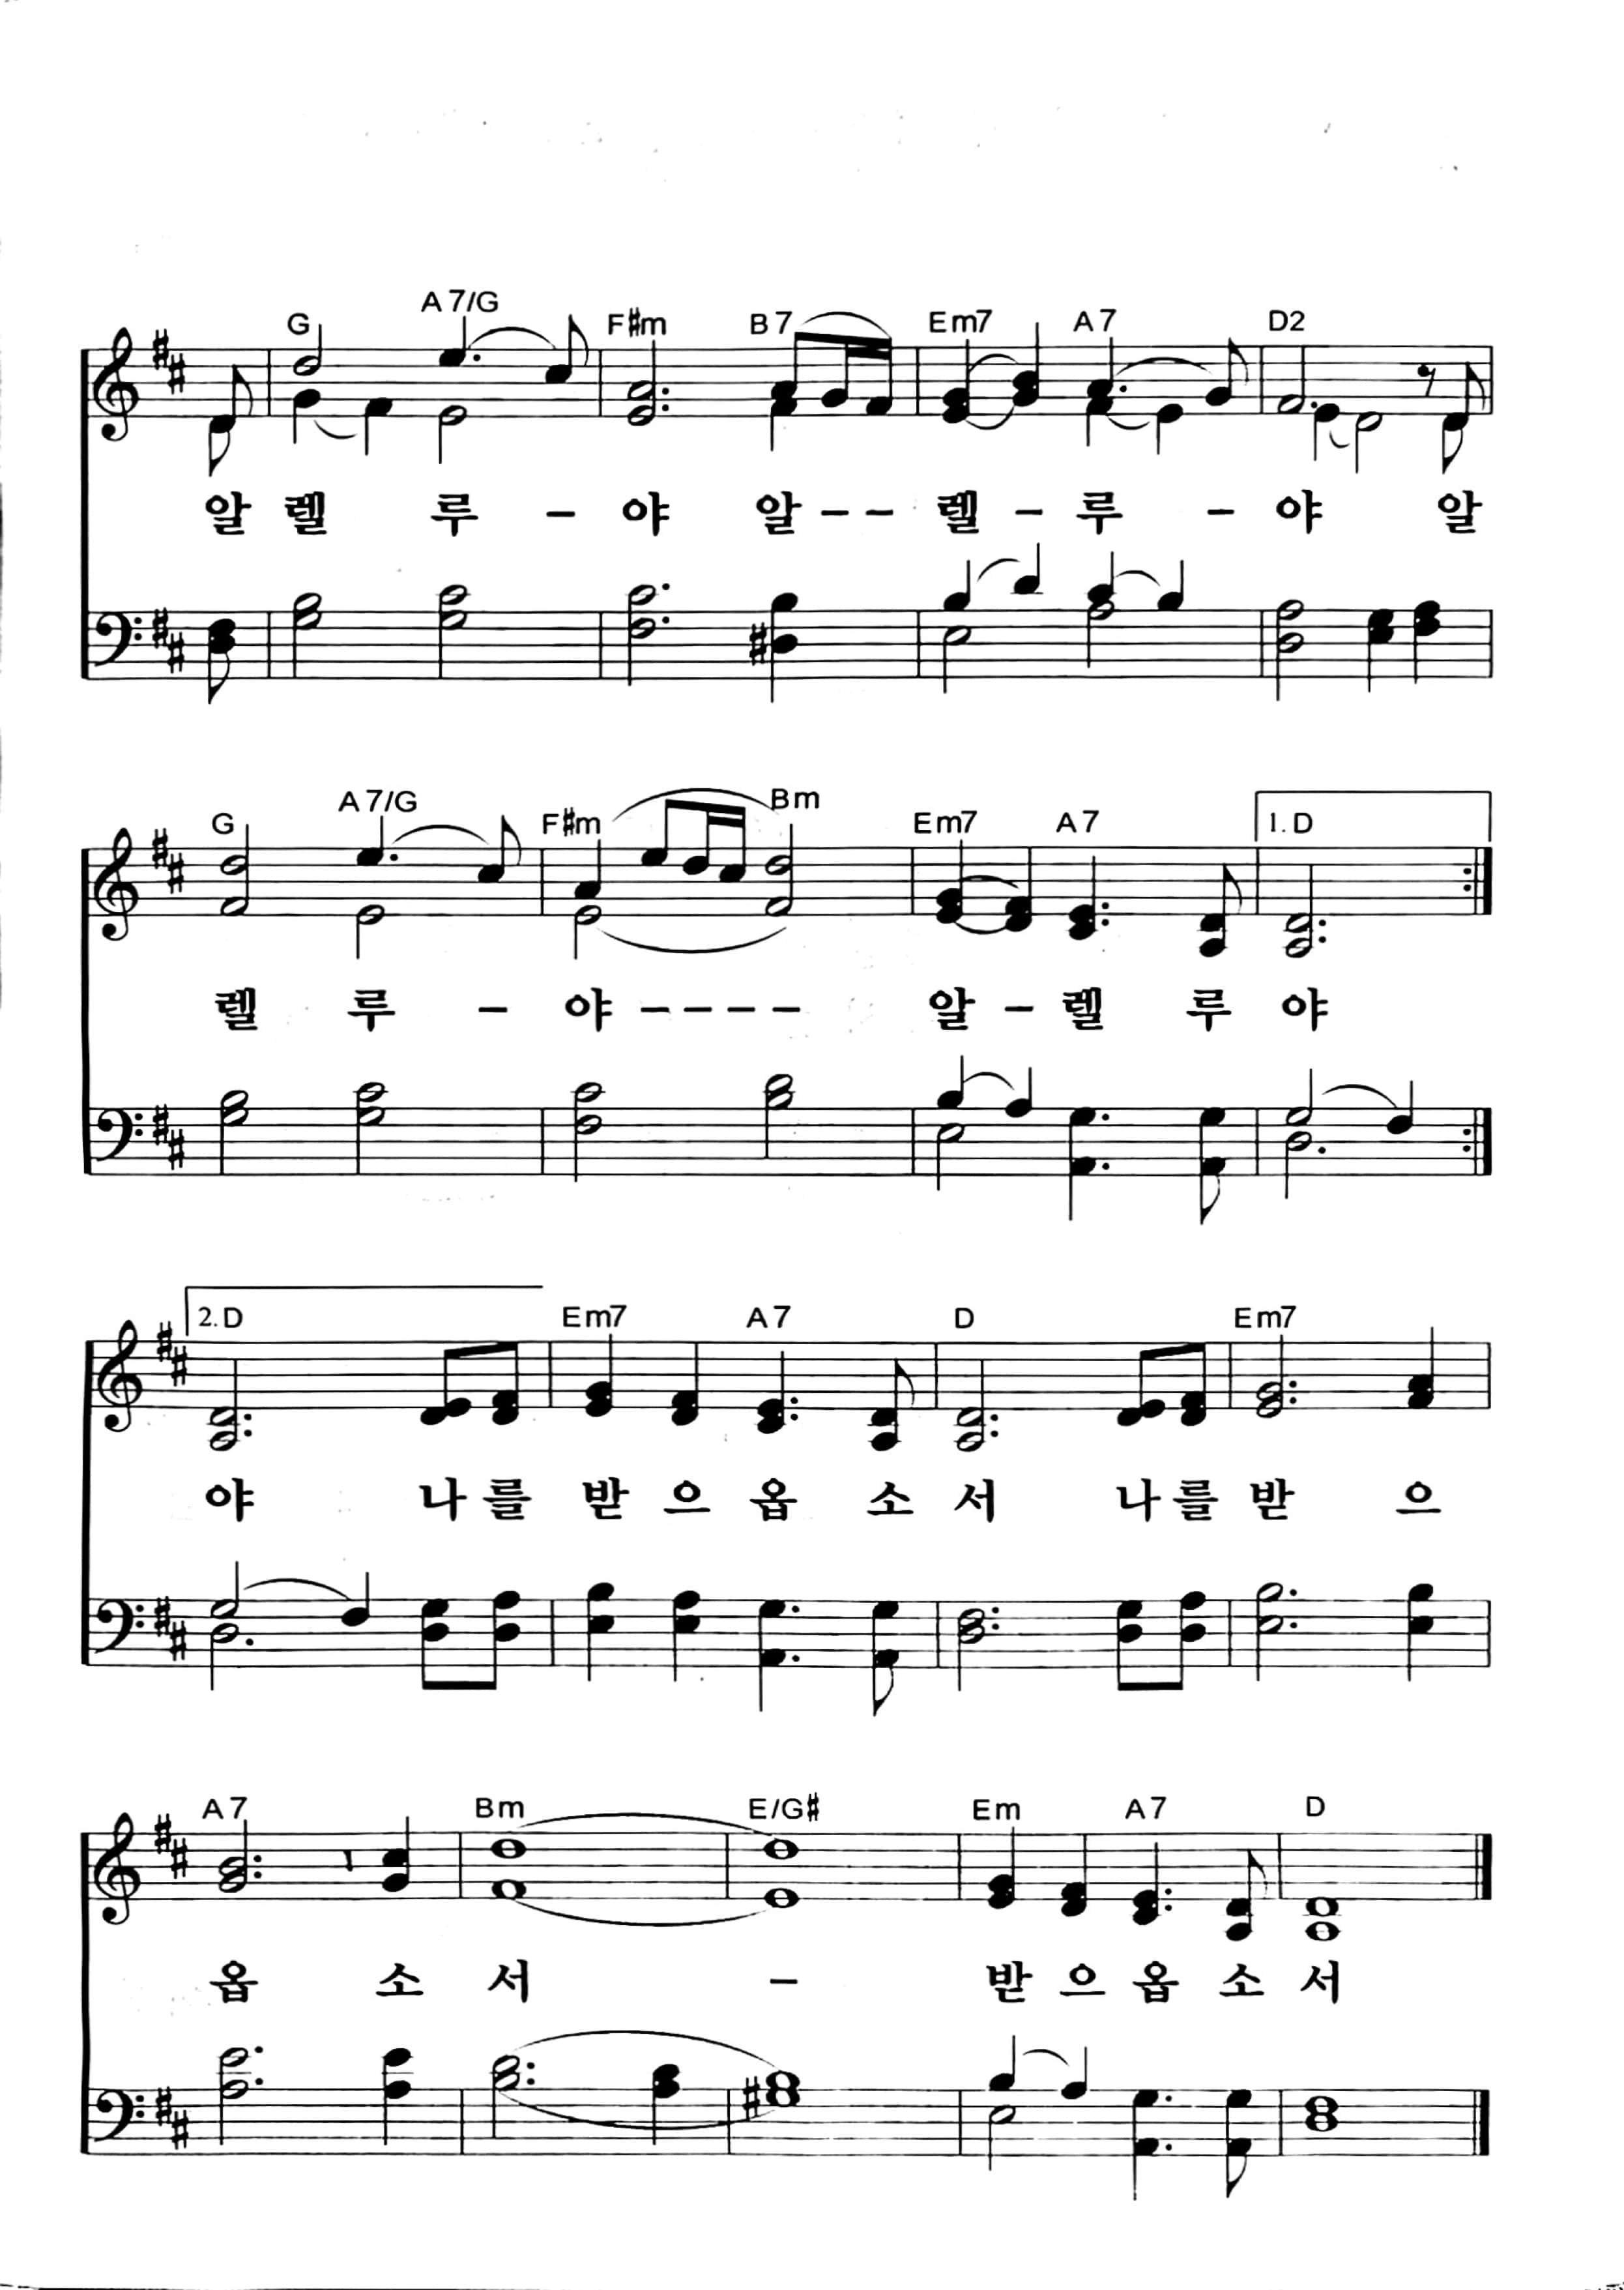 G A7/G F#m B7 Em7 A7 D2
알 렐 루 - 야 알 - - 렐 - 루 - 야 알
G A7/G F#m Bm Em7 A7 1. D
렐 루 - 야 - - - - 알 - 렐 루 야
2. D Em7 A7 D Em7
야 나 를 받 으 옵 소 서 나 를 받 으
A7 Bm E/G# Em A7 D
옵 소 서 - 받 으 옵 소 서